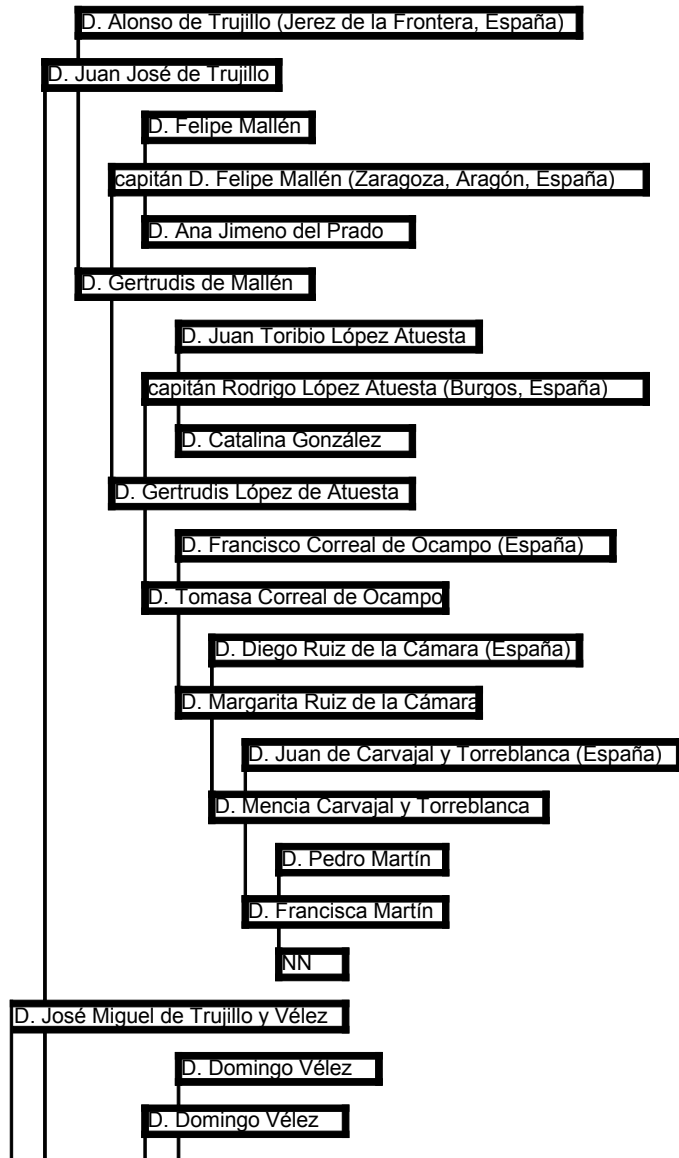 D. Alonso de Trujillo (Jerez de la Frontera, España)
D. Juan José de Trujillo
D. Felipe Mallén
capitán D. Felipe Mallén (Zaragoza, Aragón, España)
D. Ana Jimeno del Prado
D. Gertrudis de Mallén
D. Juan Toribio López Atuesta
capitán Rodrigo López Atuesta (Burgos, España)
D. Catalina González
D. Gertrudis López de Atuesta
D. Francisco Correal de Ocampo (España)
D. Tomasa Correal de Ocampo
D. Diego Ruiz de la Cámara (España)
D. Margarita Ruiz de la Cámara
D. Juan de Carvajal y Torreblanca (España)
D. Mencia Carvajal y Torreblanca
D. Pedro Martín
D. Francisca Martín
NN
D. José Miguel de Trujillo y Vélez
D. Domingo Vélez
D. Domingo Vélez